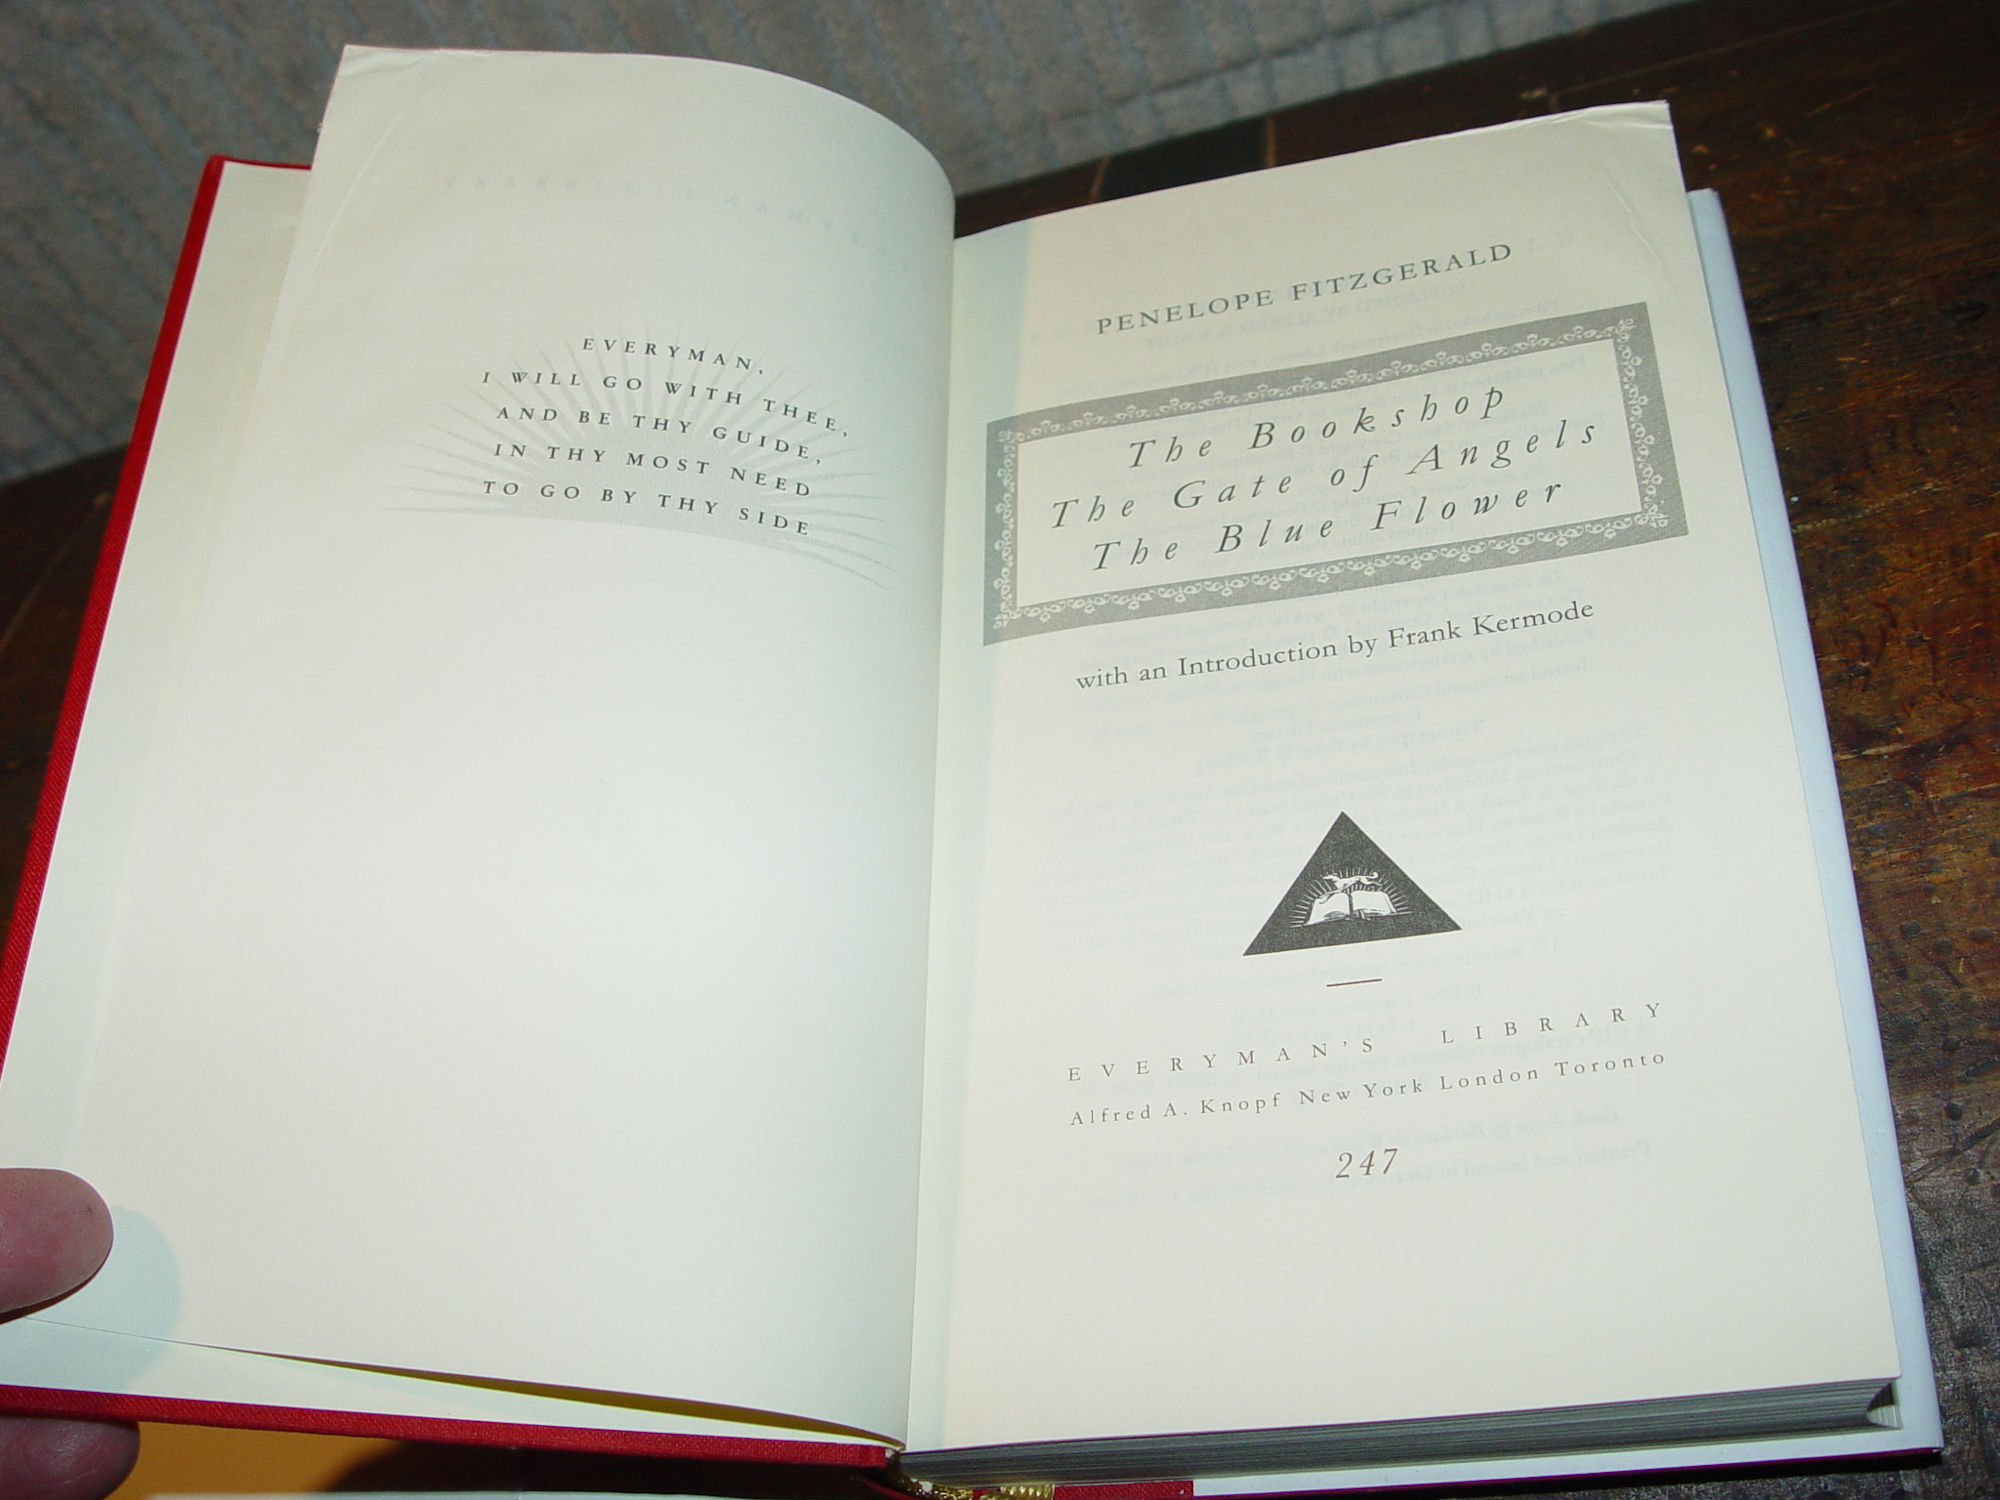 EVERYMAN,
I WILL GO WITH THEE,
AND BE THY GUIDE,
IN THY MOST NEED
TO GO BY THY SIDE
PENELOPE FITZGERALD
The Bookshop
The Gate of Angels
The Blue Flower
with an Introduction by Frank Kermode
EVERYMAN'S LIBRARY
Alfred A. Knopf New York London Toronto
247